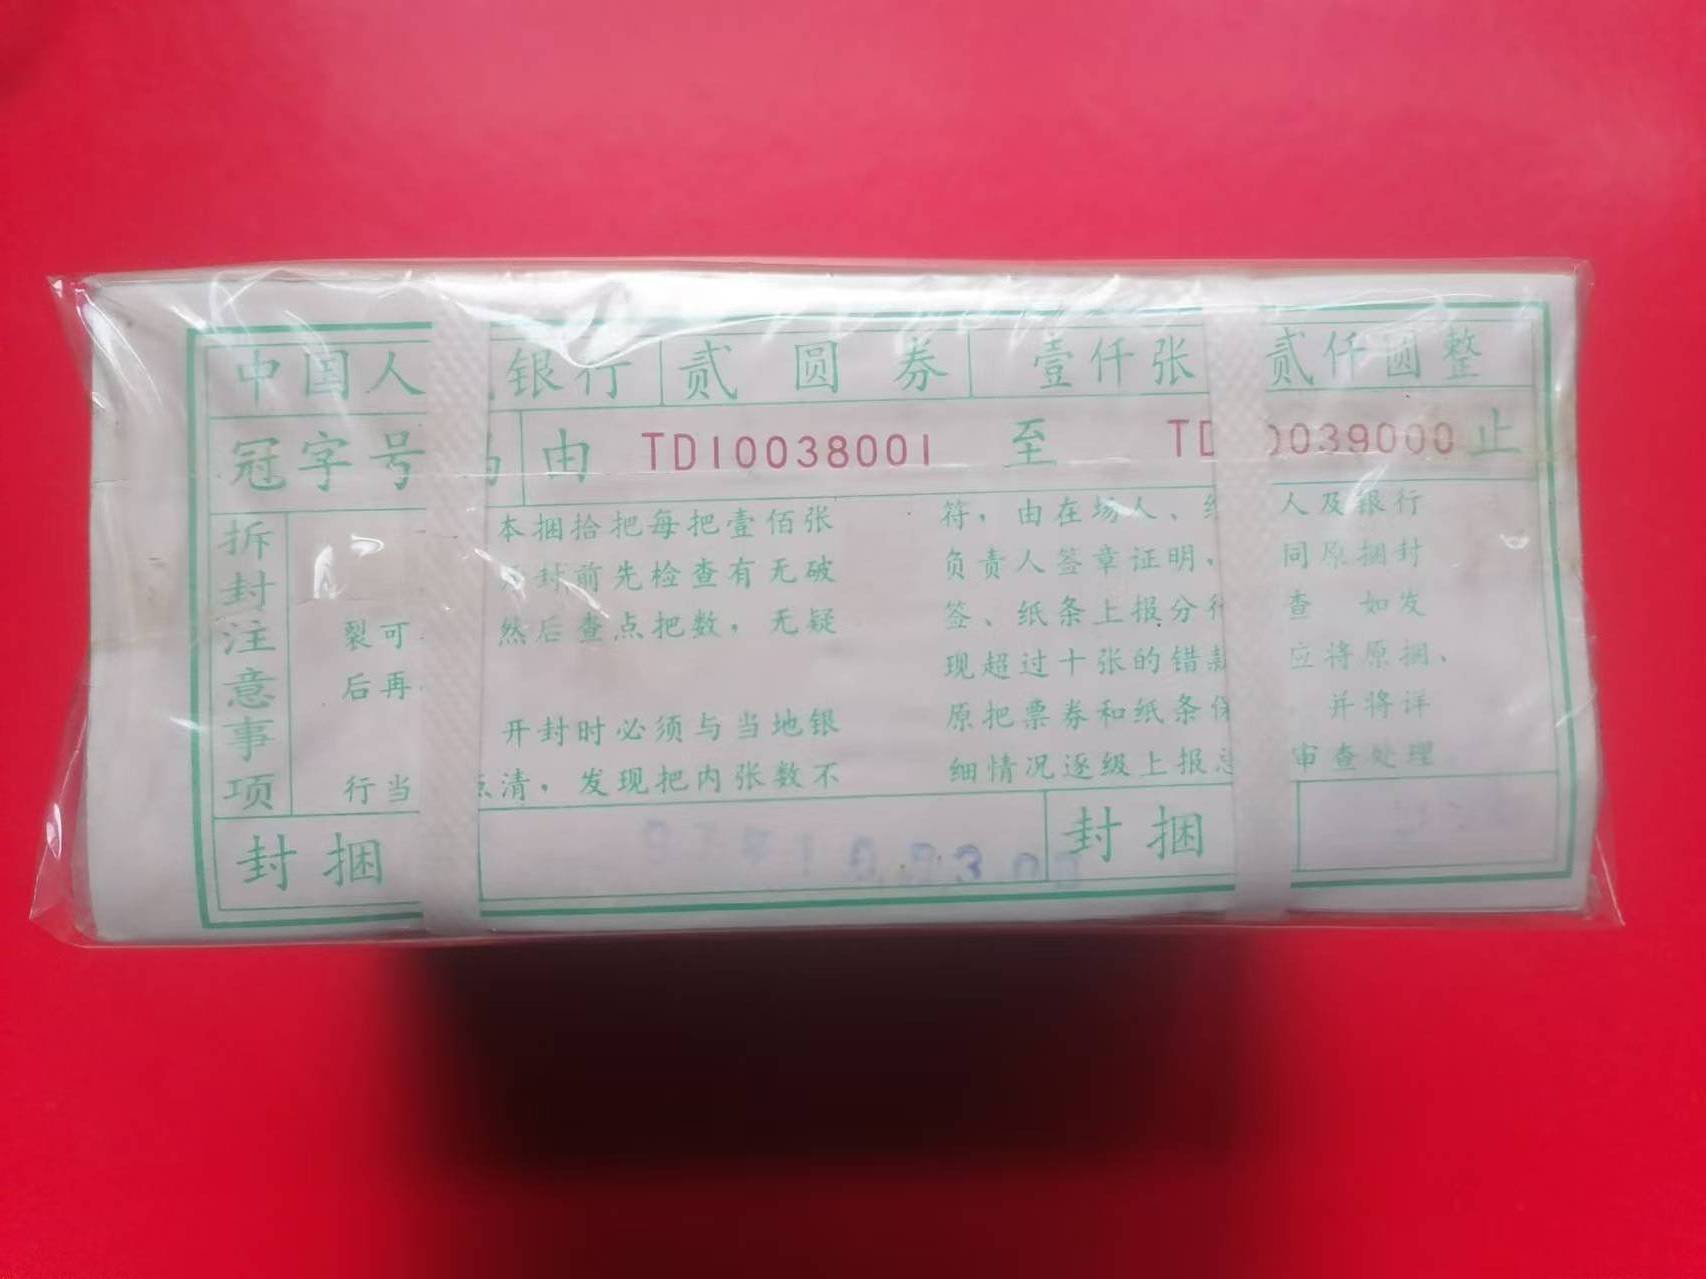 中国人 银行 贰圆券 壹仟张 贰仟圆整
冠字号 由 TD10038001 至 TD 0039000 止
拆封注意事项
本捆拾把每把壹佰张
封前先检查有无破
裂可 然后查点把数，无疑
后再
开封时必须与当地银
行当 点清，发现把内张数不
符，由在场人、 人及银行
负责人签章证明， 同原捆封
签、纸条上报分行 查 如发
现超过十张的错款 应将原捆、
原把票券和纸条保 并将详
细情况逐级上报总 审查处理
封捆 封捆